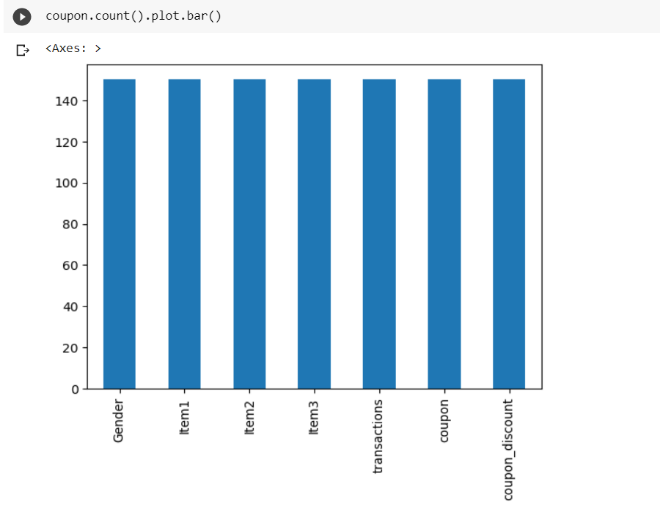 coupon.count().plot.bar()
<Axes: >
140
120
100
80
60
40
20
0
Gender
Item1
Item2
Item3
transactions
coupon
coupon_discount